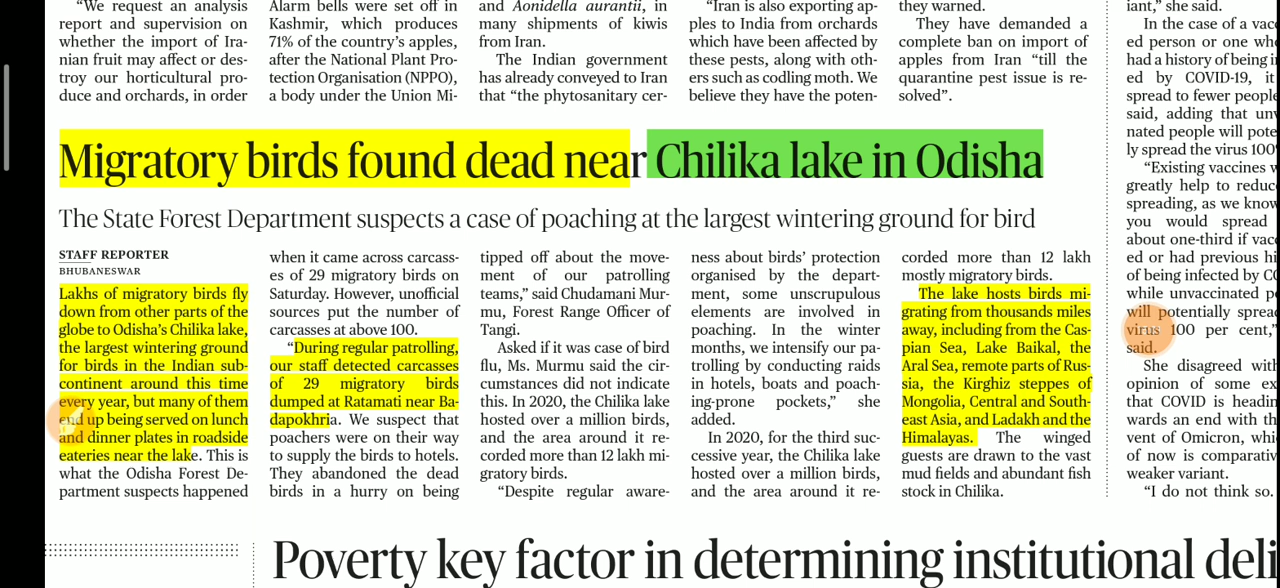 “We request an analysis
report and supervision on
whether the import of Ira-
nian fruit may affect or des-
troy our horticultural pro-
duce and orchards, in order
Alarm bells were set off in
Kashmir, which produces
71% of the country’s apples,
after the National Plant Pro-
tection Organisation (NPPO),
a body under the Union Mi-
and Aonidella aurantii, in
many shipments of kiwis
from Iran.
The Indian government
has already conveyed to Iran
that “the phytosanitary cer-
“Iran is also exporting ap-
ples to India from orchards
which have been affected by
these pests, along with oth-
ers such as codling moth. We
believe they have the poten-
they warned.
They have demanded a
complete ban on import of
apples from Iran “till the
quarantine pest issue is re-
solved”.
Migratory birds found dead near Chilika lake in Odisha
The State Forest Department suspects a case of poaching at the largest wintering ground for bird
STAFF REPORTER
BHUBANESWAR
Lakhs of migratory birds fly
down from other parts of the
globe to Odisha’s Chilika lake,
the largest wintering ground
for birds in the Indian sub-
continent around this time
every year, but many of them
end up being served on lunch
and dinner plates in roadside
eateries near the lake. This is
what the Odisha Forest De-
partment suspects happened
when it came across carcass-
es of 29 migratory birds on
Saturday. However, unofficial
sources put the number of
carcasses at above 100.
“During regular patrolling,
our staff detected carcasses
of 29 migratory birds
dumped at Ratamati near Ba-
dapokhria. We suspect that
poachers were on their way
to supply the birds to hotels.
They abandoned the dead
birds in a hurry on being
tipped off about the move-
ment of our patrolling
teams,” said Chudamani Mur-
mu, Forest Range Officer of
Tangi.
Asked if it was case of bird
flu, Ms. Murmu said the cir-
cumstances did not indicate
this. In 2020, the Chilika lake
hosted over a million birds,
and the area around it re-
corded more than 12 lakh mi-
gratory birds.
“Despite regular aware-
ness about birds’ protection
organised by the depart-
ment, some unscrupulous
elements are involved in
poaching. In the winter
months, we intensify our pa-
trolling by conducting raids
in hotels, boats and poach-
ing-prone pockets,” she
added.
In 2020, for the third suc-
cessive year, the Chilika lake
hosted over a million birds,
and the area around it re-
corded more than 12 lakh
mostly migratory birds.
The lake hosts birds mi-
grating from thousands miles
away, including from the Cas-
pian Sea, Lake Baikal, the
Aral Sea, remote parts of Rus-
sia, the Kirghiz steppes of
Mongolia, Central and South-
east Asia, and Ladakh and the
Himalayas. The winged
guests are drawn to the vast
mud fields and abundant fish
stock in Chilika.
iant,” she said.
In the case of a vac
ed person or one who
had a history of being i
ed by COVID-19, it
spread to fewer people
said, adding that unv
nated people will pote
ly spread the virus 100
“Existing vaccines w
greatly help to reduc
spreading, as we know
you would spread
about one-third if vacc
ed or had previous hi
of being infected by CO
while unvaccinated pe
will potentially sprea
virus 100 per cent,”
said.
She disagreed with
opinion of some ex
that COVID is headin
wards an end with th
vent of Omicron, whi
of now is comparativ
weaker variant.
“I do not think so.
Poverty key factor in determining institutional deli